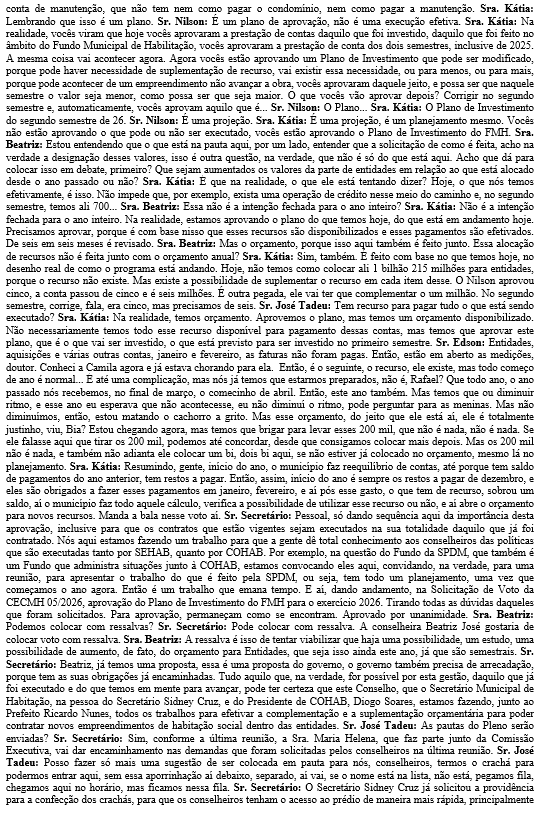 conta de manutenção, que não tem nem como pagar o condomínio, nem como pagar a manutenção. Sra. Kátia:
Lembrando que isso é um plano. Sr. Nilson: É um plano de aprovação, não é uma execução efetiva. Sra. Kátia: Na
realidade, vocês viram que hoje vocês aprovaram a prestação de contas daquilo que foi investido, daquilo que foi feito no
âmbito do Fundo Municipal de Habilitação, vocês aprovaram a prestação de conta dos dois semestres, inclusive de 2025.
A mesma coisa vai acontecer agora. Agora vocês estão aprovando um Plano de Investimento que pode ser modificado,
porque pode haver necessidade de suplementação de recurso, vai existir essa necessidade, ou para menos, ou para mais,
porque pode acontecer de um empreendimento não avançar a obra, vocês aprovaram daquele jeito, e possa ser que naquele
semestre o valor seja menor, como possa ser que seja maior. O que vocês vão aprovar depois? Corrigir no segundo
semestre e, automaticamente, vocês aprovam aquilo que é... Sr. Nilson: O Plano... Sra. Kátia: O Plano de Investimento
do segundo semestre de 26. Sr. Nilson: É uma projeção. Sra. Kátia: É uma projeção, é um planejamento mesmo. Vocês
não estão aprovando o que pode ou não ser executado, vocês estão aprovando o Plano de Investimento do FMH. Sra.
Beatriz: Estou entendendo que o que está na pauta aqui, por um lado, entender que a solicitação de como é feita, acho na
verdade a designação desses valores, isso é outra questão, na verdade, que não é só do que está aqui. Acho que dá para
colocar isso em debate, primeiro? Que sejam aumentados os valores da parte de entidades em relação ao que está alocado
desde o ano passado ou não? Sra. Kátia: E que na realidade, o que ele está tentando dizer? Hoje, o que nós temos
efetivamente, é isso. Não impede que, por exemplo, exista uma operação de crédito nesse meio do caminho e, no segundo
semestre, temos ali 700... Sra. Beatriz: Essa não é a intenção fechada para o ano inteiro? Sra. Kátia: Não é a intenção
fechada para o ano inteiro. Na realidade, estamos aprovando o plano do que temos hoje, do que está em andamento hoje.
Precisamos aprovar, porque é com base nisso que esses recursos são disponibilizados e esses pagamentos são efetivados.
De seis em seis meses é revisado. Sra. Beatriz: Mas o orçamento, porque isso aqui também é feito junto. Essa alocação
de recursos não é feita junto com o orçamento anual? Sra. Kátia: Sim, também. É feito com base no que temos hoje, no
desenho real de como o programa está andando. Hoje, não temos como colocar ali 1 bilhão 215 milhões para entidades,
porque o recurso não existe. Mas existe a possibilidade de suplementar o recurso em cada item desse. O Nilson aprovou
cinco, a conta passou de cinco e é seis milhões. É outra pegada, ele vai ter que complementar o um milhão. No segundo
semestre, corrige, fala, era cinco, mas precisamos de seis. Sr. José Tadeu: Tem recurso para pagar tudo o que está sendo
executado? Sra. Kátia: Na realidade, temos orçamento. Aprovemos o plano, mas temos um orçamento disponibilizado.
Não necessariamente temos todo esse recurso disponível para pagamento dessas contas, mas temos que aprovar este
plano, que é o que vai ser investido, o que está previsto para ser investido no primeiro semestre. Sr. Edson: Entidades,
aquisições e várias outras contas, janeiro e fevereiro, as faturas não foram pagas. Então, estão em aberto as medições,
doutor. Conheci a Camila agora e já estava chorando para ela.  Então, é o seguinte, o recurso, ele existe, mas todo começo
de ano é normal... E até uma complicação, mas nós já temos que estarmos preparados, não é, Rafael? Que todo ano, o ano
passado nós recebemos, no final de março, o comecinho de abril. Então, este ano também. Mas temos que ou diminuir
ritmo, e esse ano eu esperava que não acontecesse, eu não diminui o ritmo, pode perguntar para as meninas. Mas não
diminuímos, então, estou matando o cachorro a grito. Mas esse orçamento, do jeito que ele está aí, ele é totalmente
justinho, viu, Bia? Estou chegando agora, mas temos que brigar para levar esses 200 mil, que não é nada, não é nada. Se
ele falasse aqui que tirar os 200 mil, podemos até concordar, desde que consigamos colocar mais depois. Mas os 200 mil
não é nada, e também não adianta ele colocar um bi, dois bi aqui, se não estiver já colocado no orçamento, mesmo lá no
planejamento. Sra. Kátia: Resumindo, gente, início do ano, o município faz reequilíbrio de contas, até porque tem saldo
de pagamentos do ano anterior, tem restos a pagar. Então, assim, início do ano é sempre os restos a pagar de dezembro, e
eles são obrigados a fazer esses pagamentos em janeiro, fevereiro, e aí pós esse gasto, o que tem de recurso, sobrou um
saldo, aí o município faz todo aquele cálculo, verifica a possibilidade de utilizar esse recurso ou não, e aí abre o orçamento
para novos recursos. Manda a bala nesse voto aí. Sr. Secretário: Pessoal, só dando sequência aqui da importância desta
aprovação, inclusive para que os contratos que estão vigentes sejam executados na sua totalidade daquilo que já foi
contratado. Nós aqui estamos fazendo um trabalho para que a gente dê total conhecimento aos conselheiros das políticas
que são executadas tanto por SEHAB, quanto por COHAB. Por exemplo, na questão do Fundo da SPDM, que também é
um Fundo que administra situações junto à COHAB, estamos convocando eles aqui, convidando, na verdade, para uma
reunião, para apresentar o trabalho do que é feito pela SPDM, ou seja, tem todo um planejamento, uma vez que
começamos o ano agora. Então é um trabalho que emana tempo. E aí, dando andamento, na Solicitação de Voto da
CECMH 05/2026, aprovação do Plano de Investimento do FMH para o exercício 2026. Tirando todas as dúvidas daqueles
que foram solicitados. Para aprovação, permaneçam como se encontram. Aprovado por unanimidade. Sra. Beatriz:
Podemos colocar com ressalvas? Sr. Secretário: Pode colocar com ressalva. A conselheira Beatriz José gostaria de
colocar voto com ressalva. Sra. Beatriz: A ressalva é isso de tentar viabilizar que haja uma possibilidade, um estudo, uma
possibilidade de aumento, de fato, do orçamento para Entidades, que seja isso ainda este ano, já que são semestrais. Sr.
Secretário: Beatriz, já temos uma proposta, essa é uma proposta do governo, o governo também precisa de arrecadação,
porque tem as suas obrigações já encaminhadas. Tudo aquilo que, na verdade, for possível por esta gestão, daquilo que já
foi executado e do que temos em mente para avançar, pode ter certeza que este Conselho, que o Secretário Municipal de
Habitação, na pessoa do Secretário Sidney Cruz, e do Presidente de COHAB, Diogo Soares, estamos fazendo, junto ao
Prefeito Ricardo Nunes, todos os trabalhos para efetivar a complementação e a suplementação orçamentária para poder
contratar novos empreendimentos de habitação social dentro das entidades. Sr. José Tadeu: As pautas do Pleno serão
enviadas? Sr. Secretário: Sim, conforme a última reunião, a Sra. Maria Helena, que faz parte junto da Comissão
Executiva, vai dar encaminhamento nas demandas que foram solicitadas pelos conselheiros na última reunião. Sr. José
Tadeu: Posso fazer só mais uma sugestão de ser colocada em pauta para nós, conselheiros, termos o crachá para
podermos entrar aqui, sem essa aporrinhação aí debaixo, separado, aí vai, se o nome está na lista, não está, pegamos fila,
chegamos aqui no horário, mas ficamos nessa fila. Sr. Secretário: O Secretário Sidney Cruz já solicitou a providência
para a confecção dos crachás, para que os conselheiros tenham o acesso ao prédio de maneira mais rápida, principalmente